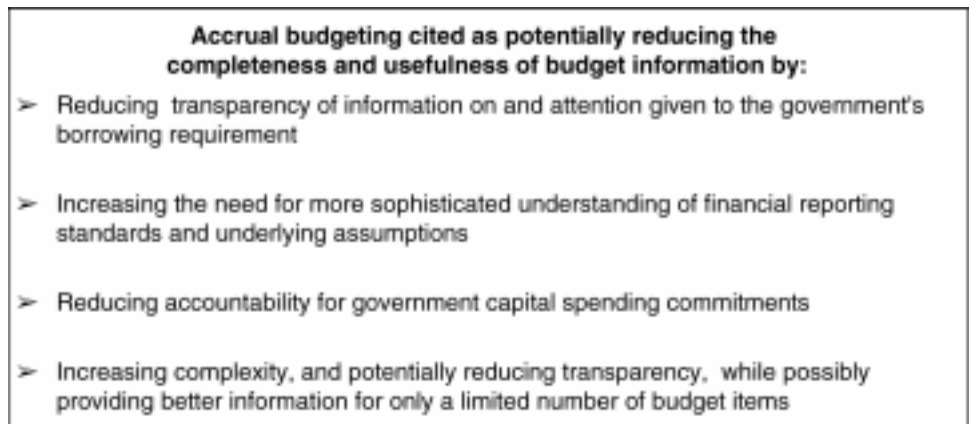 Accrual budgeting cited as potentially reducing the
completeness and usefulness of budget information by:
➢ Reducing transparency of information on and attention given to the government's
borrowing requirement
➢ Increasing the need for more sophisticated understanding of financial reporting
standards and underlying assumptions
➢ Reducing accountability for government capital spending commitments
➢ Increasing complexity, and potentially reducing transparency, while possibly
providing better information for only a limited number of budget items